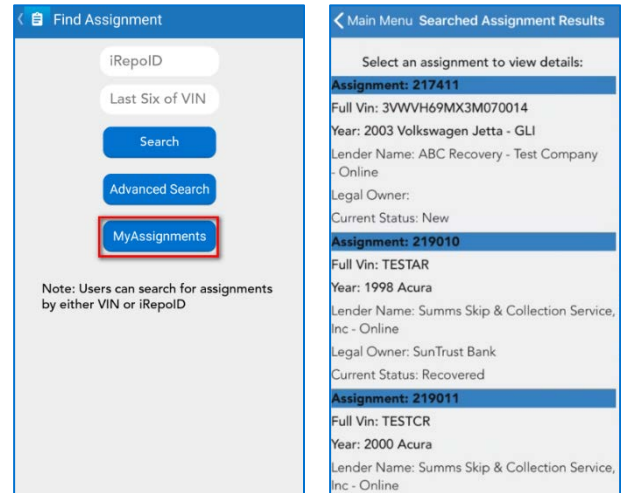 Find Assignment
iRepoID
Last Six of VIN
Search
Advanced Search
MyAssignments
Note: Users can search for assignments
by either VIN or iRepoID
Main Menu Searched Assignment Results
Select an assignment to view details:
Assignment: 217411
Full Vin: 3VWVH69MX3M070014
Year: 2003 Volkswagen Jetta - GLI
Lender Name: ABC Recovery - Test Company
- Online
Legal Owner:
Current Status: New
Assignment: 219010
Full Vin: TESTAR
Year: 1998 Acura
Lender Name: Summs Skip & Collection Service,
Inc - Online
Legal Owner: SunTrust Bank
Current Status: Recovered
Assignment: 219011
Full Vin: TESTCR
Year: 2000 Acura
Lender Name: Summs Skip & Collection Service,
Inc - Online